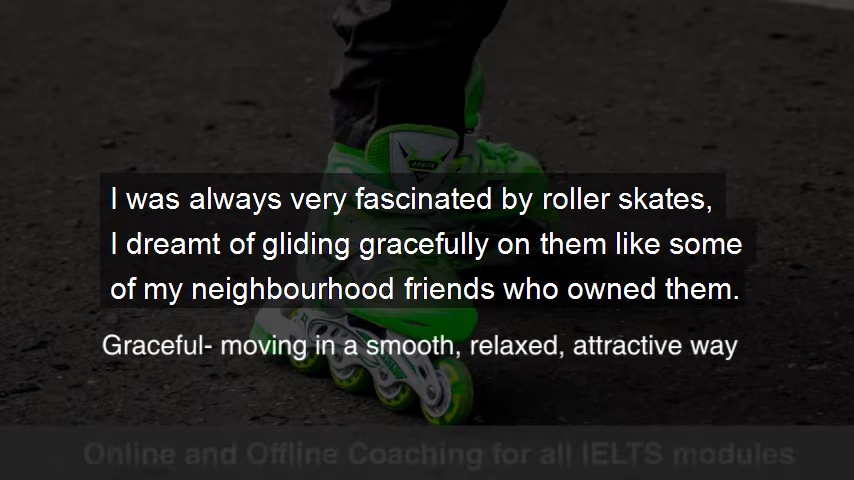 I was always very fascinated by roller skates,
I dreamt of gliding gracefully on them like some
of my neighbourhood friends who owned them.
Graceful- moving in a smooth, relaxed, attractive way
Online and Offline Coaching for all IELTS modules